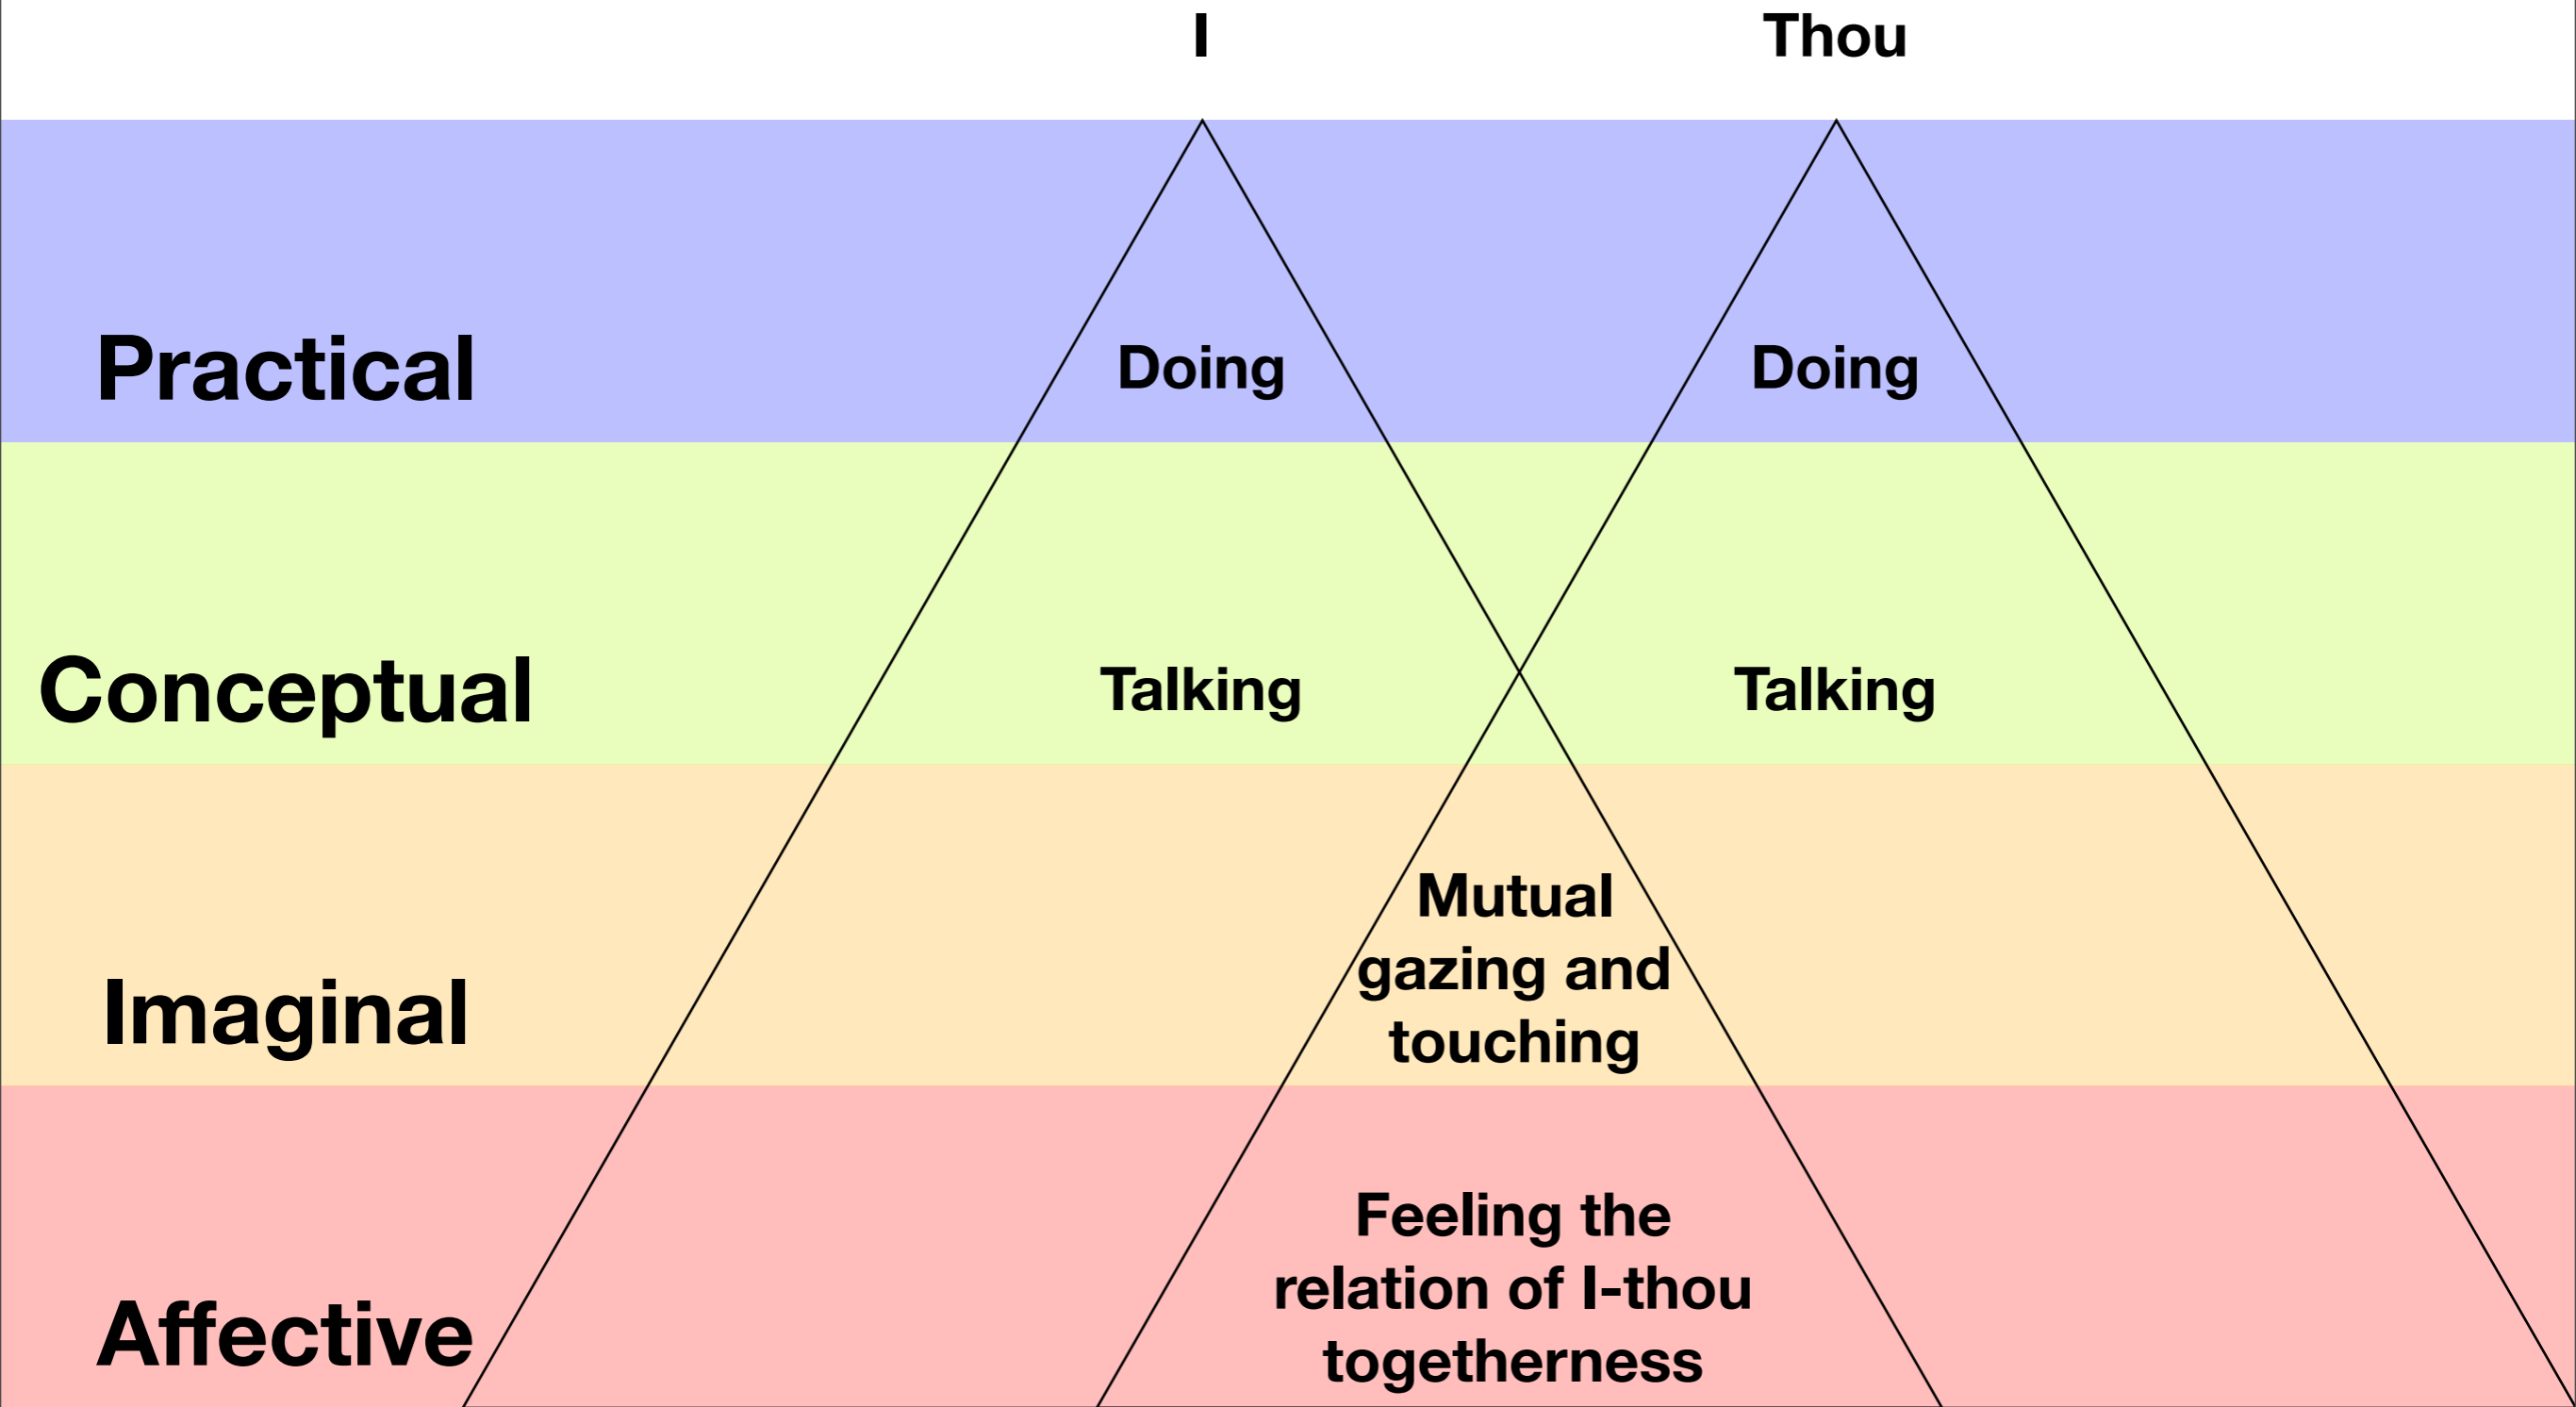 I
Thou
Practical
Doing
Doing
Conceptual
Talking
Talking
Imaginal
Mutual
gazing and
touching
Affective
Feeling the
relation of I-thou
togetherness